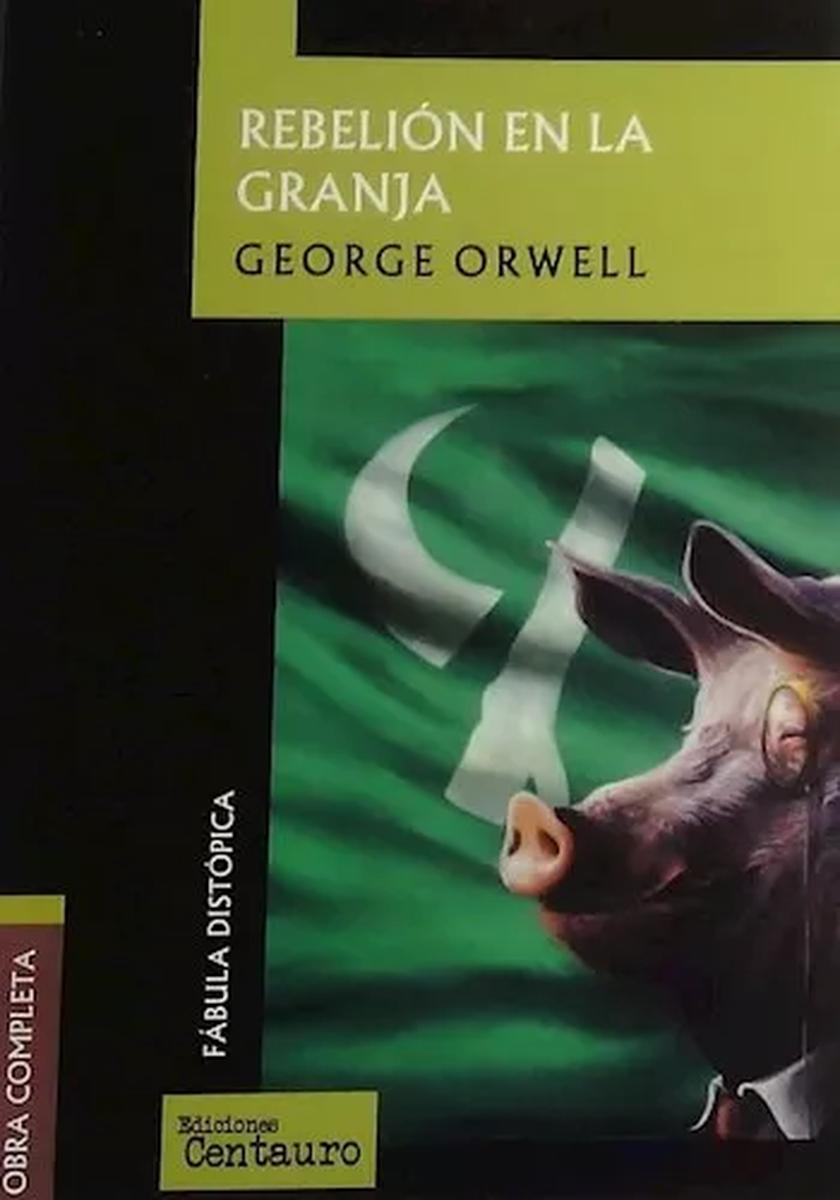 REBELIÓN EN LA
GRANJA
GEORGE ORWELL
FÁBULA DISTÓPICA
OBRA COMPLETA
Ediciones
Centauro